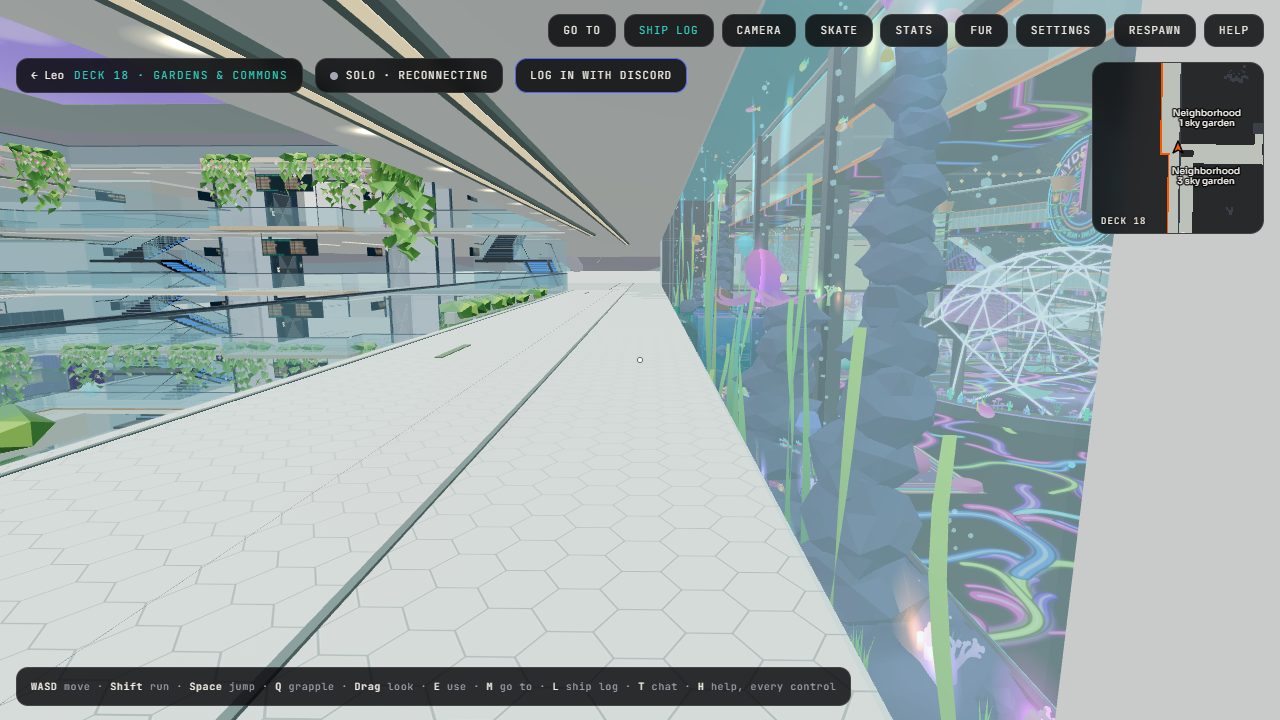 GO TO
SHIP LOG
CAMERA
SKATE
STATS
FUR
SETTINGS
RESPAWN
HELP
← Leo DECK 18 · GARDENS & COMMONS
SOLO · RECONNECTING
LOG IN WITH DISCORD
Neighborhood
1 sky garden
Neighborhood
3 sky garden
DECK 18
WASD move · Shift run · Space jump · Q grapple · Drag look · E use · M go to · L ship log · T chat · H help, every control